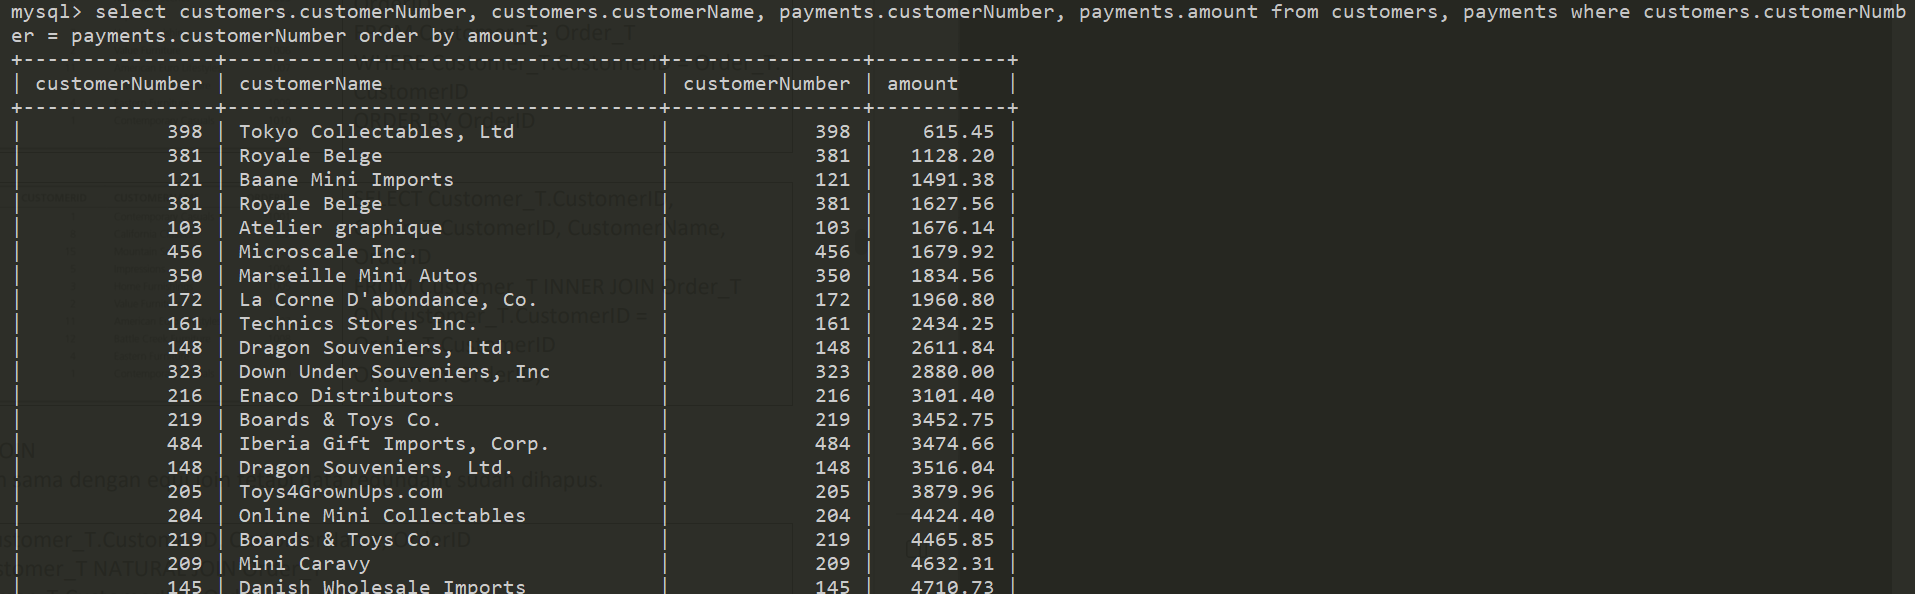 mysql> select customers.customerNumber, customers.customerName, payments.customerNumber, payments.amount from customers, payments where customers.customerNumb
er = payments.customerNumber order by amount;
+-----------------+------------------------------------+----------------+-----------+
| customerNumber | customerName | customerNumber | amount |
+-----------------+------------------------------------+----------------+-----------+
| 398 | Tokyo Collectables, Ltd | 398 | 615.45 |
| 381 | Royale Belge | 381 | 1128.20 |
| 121 | Baane Mini Imports | 121 | 1491.38 |
| 381 | Royale Belge | 381 | 1627.56 |
| 103 | Atelier graphique | 103 | 1676.14 |
| 456 | Microscale Inc. | 456 | 1679.92 |
| 350 | Marseille Mini Autos | 350 | 1834.56 |
| 172 | La Corne D'abondance, Co. | 172 | 1960.80 |
| 161 | Technics Stores Inc. | 161 | 2434.25 |
| 148 | Dragon Souveniers, Ltd. | 148 | 2611.84 |
| 323 | Down Under Souveniers, Inc | 323 | 2880.00 |
| 216 | Enaco Distributors | 216 | 3101.40 |
| 219 | Boards & Toys Co. | 219 | 3452.75 |
| 484 | Iberia Gift Imports, Corp. | 484 | 3474.66 |
| 148 | Dragon Souveniers, Ltd. | 148 | 3516.04 |
| 205 | Toys4GrownUps.com | 205 | 3879.96 |
| 204 | Online Mini Collectables | 204 | 4424.40 |
| 219 | Boards & Toys Co. | 219 | 4465.85 |
| 209 | Mini Caravy | 209 | 4632.31 |
| 145 | Danish Wholesale Imports | 145 | 4710.73 |